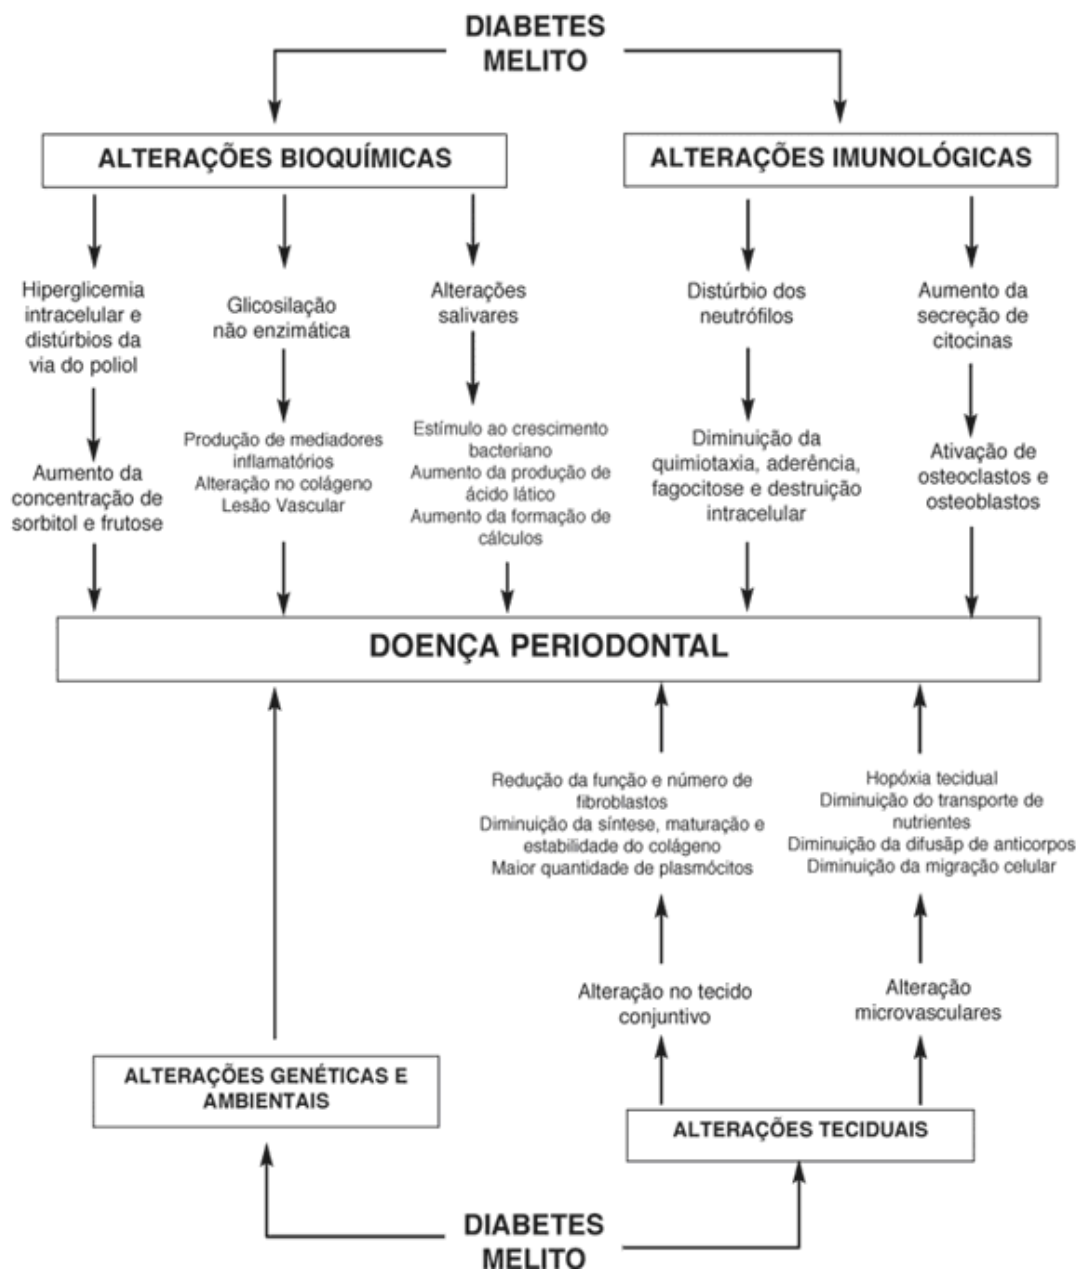 DIABETES
MELITO
ALTERAÇÕES BIOQUÍMICAS
ALTERAÇÕES IMUNOLÓGICAS
Hiperglicemia
intracelular e
distúrbios da
via do poliol
Glicosilação
não enzimática
Alterações
salivares
Distúrbio dos
neutrófilos
Aumento da
secreção de
citocinas
Aumento da
concentração de
sorbitol e frutose
Produção de mediadores
inflamatórios
Alteração no colágeno
Lesão Vascular
Estímulo ao crescimento
bacteriano
Aumento da produção de
ácido lático
Aumento da formação de
cálculos
Diminuição da
quimiotaxia, aderência,
fagocitose e destruição
intracelular
Ativação de
osteoclastos e
osteoblastos
DOENÇA PERIODONTAL
Redução da função e número de
fibroblastos
Diminuição da síntese, maturação e
estabilidade do colágeno
Maior quantidade de plasmócitos
Hopóxia tecidual
Diminuição do transporte de
nutrientes
Diminuição da difusãp de anticorpos
Diminuição da migração celular
Alteração no tecido
conjuntivo
Alteração
microvasculares
ALTERAÇÕES GENÉTICAS E
AMBIENTAIS
ALTERAÇÕES TECIDUAIS
DIABETES
MELITO